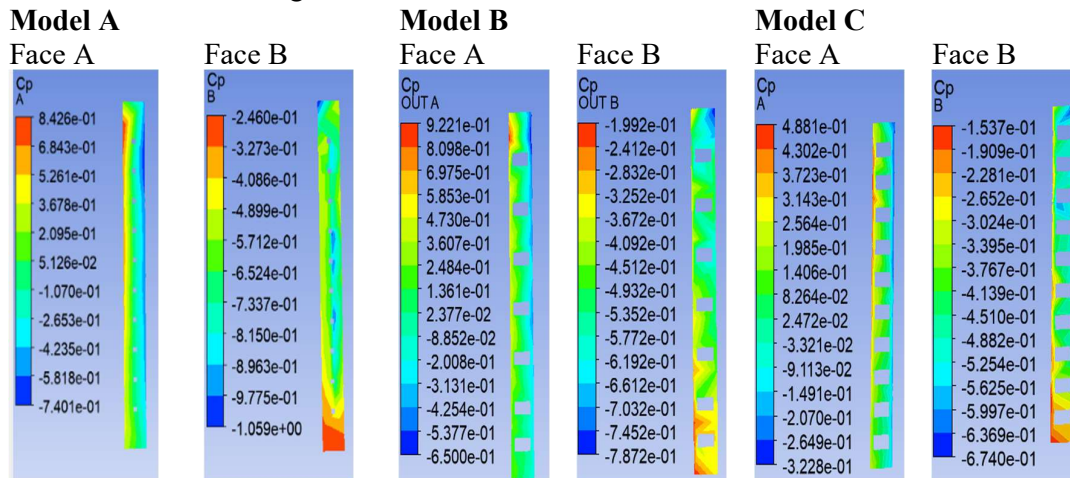 Model A
Face A
Cp
A
8.426e-01
6.843e-01
5.261e-01
3.678e-01
2.095e-01
5.126e-02
-1.070e-01
-2.653e-01
-4.235e-01
-5.818e-01
-7.401e-01
Face B
Cp
B
-2.460e-01
-3.273e-01
-4.086e-01
-4.899e-01
-5.712e-01
-6.524e-01
-7.337e-01
-8.150e-01
-8.963e-01
-9.775e-01
-1.059e+00
Model B
Face A
Cp
OUT A
9.221e-01
8.098e-01
6.975e-01
5.853e-01
4.730e-01
3.607e-01
2.484e-01
1.361e-01
2.377e-02
-8.852e-02
-2.008e-01
-3.131e-01
-4.254e-01
-5.377e-01
-6.500e-01
Face B
Cp
OUT B
-1.992e-01
-2.412e-01
-2.832e-01
-3.252e-01
-3.672e-01
-4.092e-01
-4.512e-01
-4.932e-01
-5.352e-01
-5.772e-01
-6.192e-01
-6.612e-01
-7.032e-01
-7.452e-01
-7.872e-01
Model C
Face A
Cp
A
4.881e-01
4.302e-01
3.723e-01
3.143e-01
2.564e-01
1.985e-01
1.406e-01
8.264e-02
2.472e-02
-3.321e-02
-9.113e-02
-1.491e-01
-2.070e-01
-2.649e-01
-3.228e-01
Face B
Cp
B
-1.537e-01
-1.909e-01
-2.281e-01
-2.652e-01
-3.024e-01
-3.395e-01
-3.767e-01
-4.139e-01
-4.510e-01
-4.882e-01
-5.254e-01
-5.625e-01
-5.997e-01
-6.369e-01
-6.740e-01